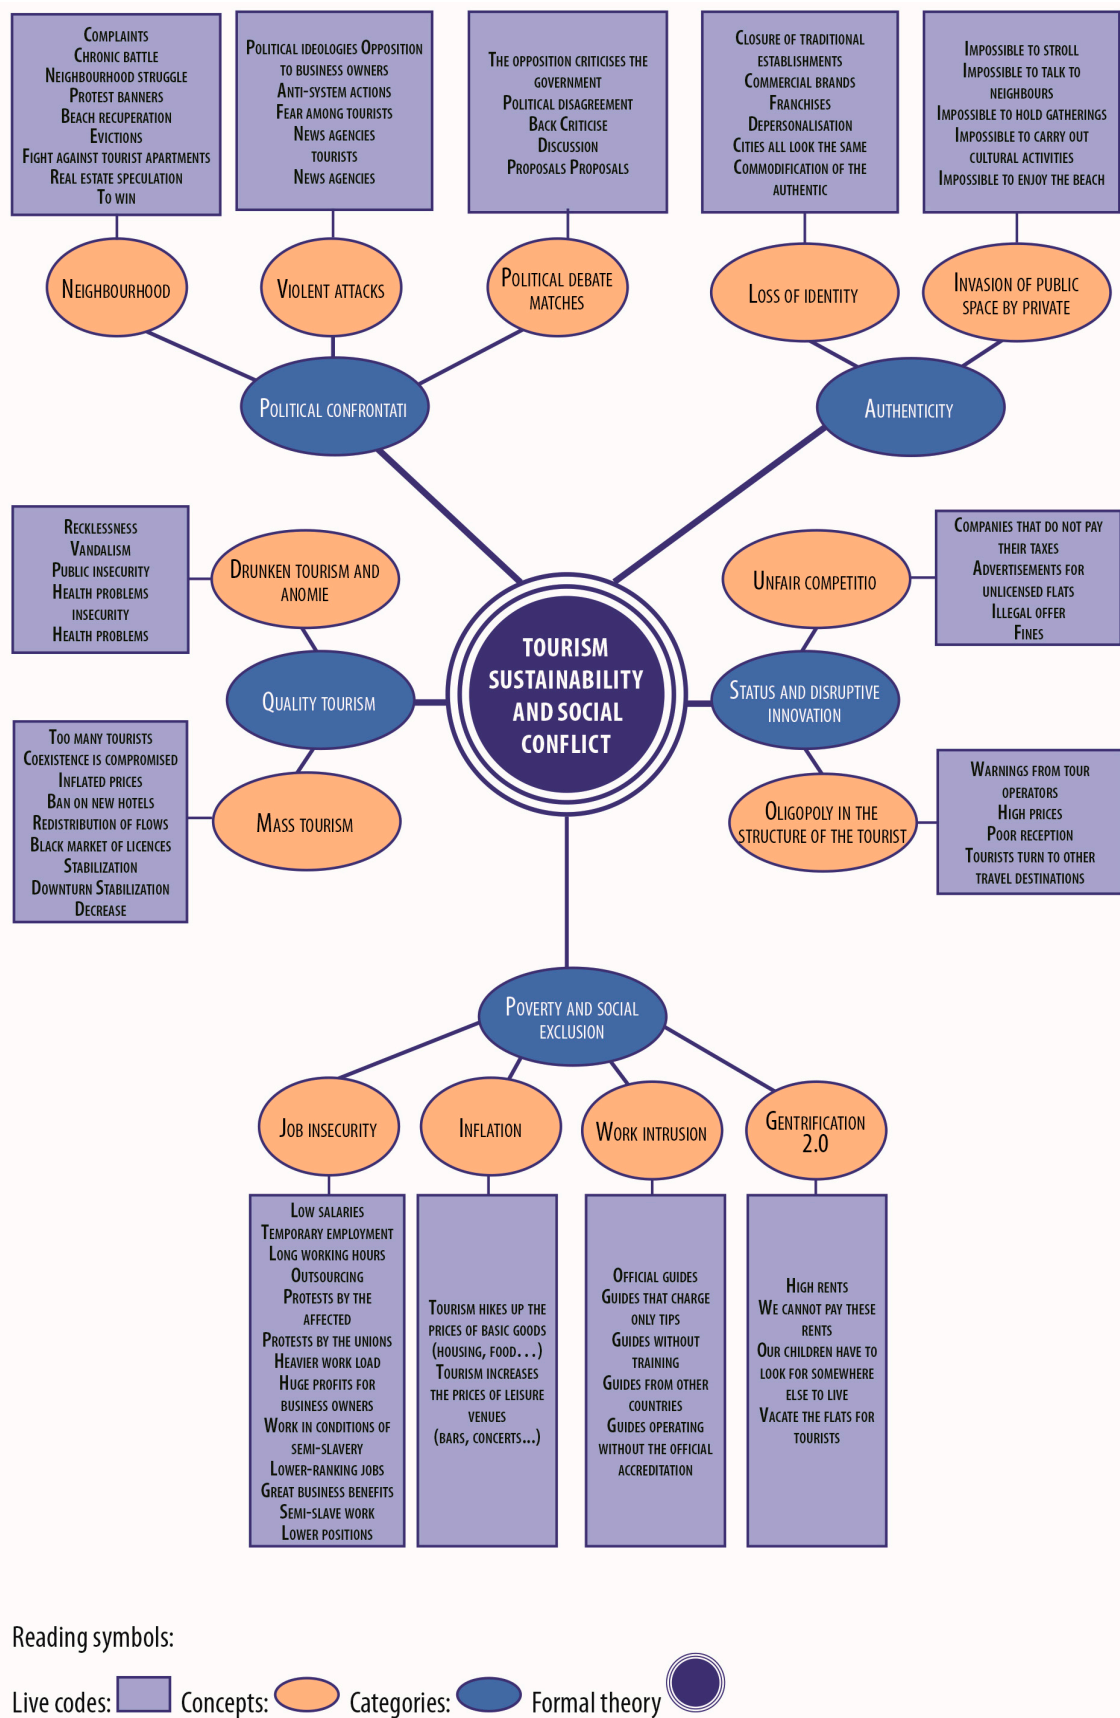 Complaints
Chronic battle
Neighbourhood struggle
Protest banners
Beach recuperation
Evictions
Fight against tourist apartments
Real estate speculation
To win
Political ideologies Opposition
to business owners
Anti-system actions
Fear among tourists
News agencies
tourists
News agencies
The opposition criticises the
government
Political disagreement
Back Criticise
Discussion
Proposals Proposals
Closure of traditional
establishments
Commercial brands
Franchises
Depersonalisation
Cities all look the same
Commodification of the
authentic
Impossible to stroll
Impossible to talk to
neighbours
Impossible to hold gatherings
Impossible to carry out
cultural activities
Impossible to enjoy the beach
Neighbourhood
Violent attacks
Political debate
matches
Loss of identity
Invasion of public
space by private
Political confrontati
Authenticity
Recklessness
Vandalism
Public insecurity
Health problems
insecurity
Health problems
Drunken tourism and
anomie
Unfair competitio
Companies that do not pay
their taxes
Advertisements for
unlicensed flats
Illegal offer
Fines
Quality tourism
TOURISM
SUSTAINABILITY
AND SOCIAL
CONFLICT
Status and disruptive
innovation
Too many tourists
Coexistence is compromised
Inflated prices
Ban on new hotels
Redistribution of flows
Black market of licences
Stabilization
Downturn Stabilization
Decrease
Mass tourism
Oligopoly in the
structure of the tourist
Warnings from tour
operators
High prices
Poor reception
Tourists turn to other
travel destinations
Poverty and social
exclusion
Job insecurity
Inflation
Work intrusion
Gentrification
2.0
Low salaries
Temporary employment
Long working hours
Outsourcing
Protests by the
affected
Protests by the unions
Heavier work load
Huge profits for
business owners
Work in conditions of
semi-slavery
Lower-ranking jobs
Great business benefits
Semi-slave work
Lower positions
Tourism hikes up the
prices of basic goods
(housing, food...)
Tourism increases
the prices of leisure
venues
(bars, concerts...)
Official guides
Guides that charge
only tips
Guides without
training
Guides from other
countries
Guides operating
without the official
accreditation
High rents
We cannot pay these
rents
Our children have to
look for somewhere
else to live
Vacate the flats for
tourists
Reading symbols:
Live codes: Concepts: Categories: Formal theory